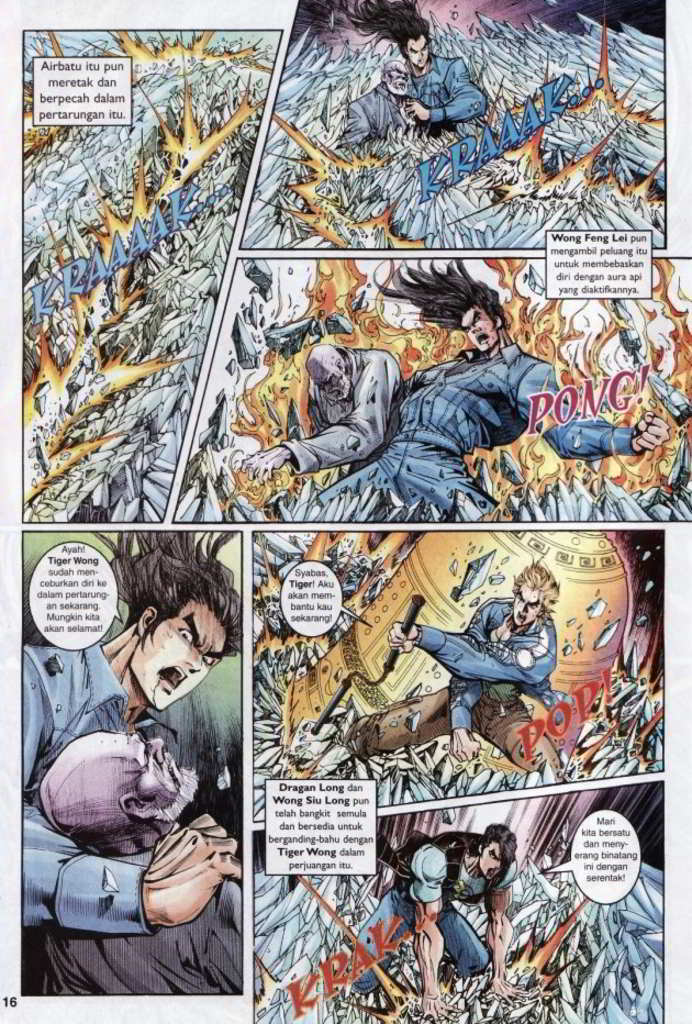 Airbatu itu pun
meretak dan
berpecah dalam
pertarungan itu.
KRAAAAK...
KRAAAK...
Wong Feng Lei pun
mengambil peluang itu
untuk membebaskan
diri dengan aura api
yang diaktifkannya.
PONG!
Ayah!
Tiger Wong
sudah men-
ceburkan diri ke
dalam pertarung-
an sekarang.
Mungkin kita
akan selamat!
Syabas,
Tiger! Aku
akan mem-
bantu kau
sekarang!
POP!
Dragan Long dan
Wong Siu Long pun
telah bangkit semula
dan bersedia untuk
berganding-bahu dengan
Tiger Wong dalam
perjuangan itu.
Mari
kita bersatu
dan meny-
erang binatang
ini dengan
serentak!
KRAK
16